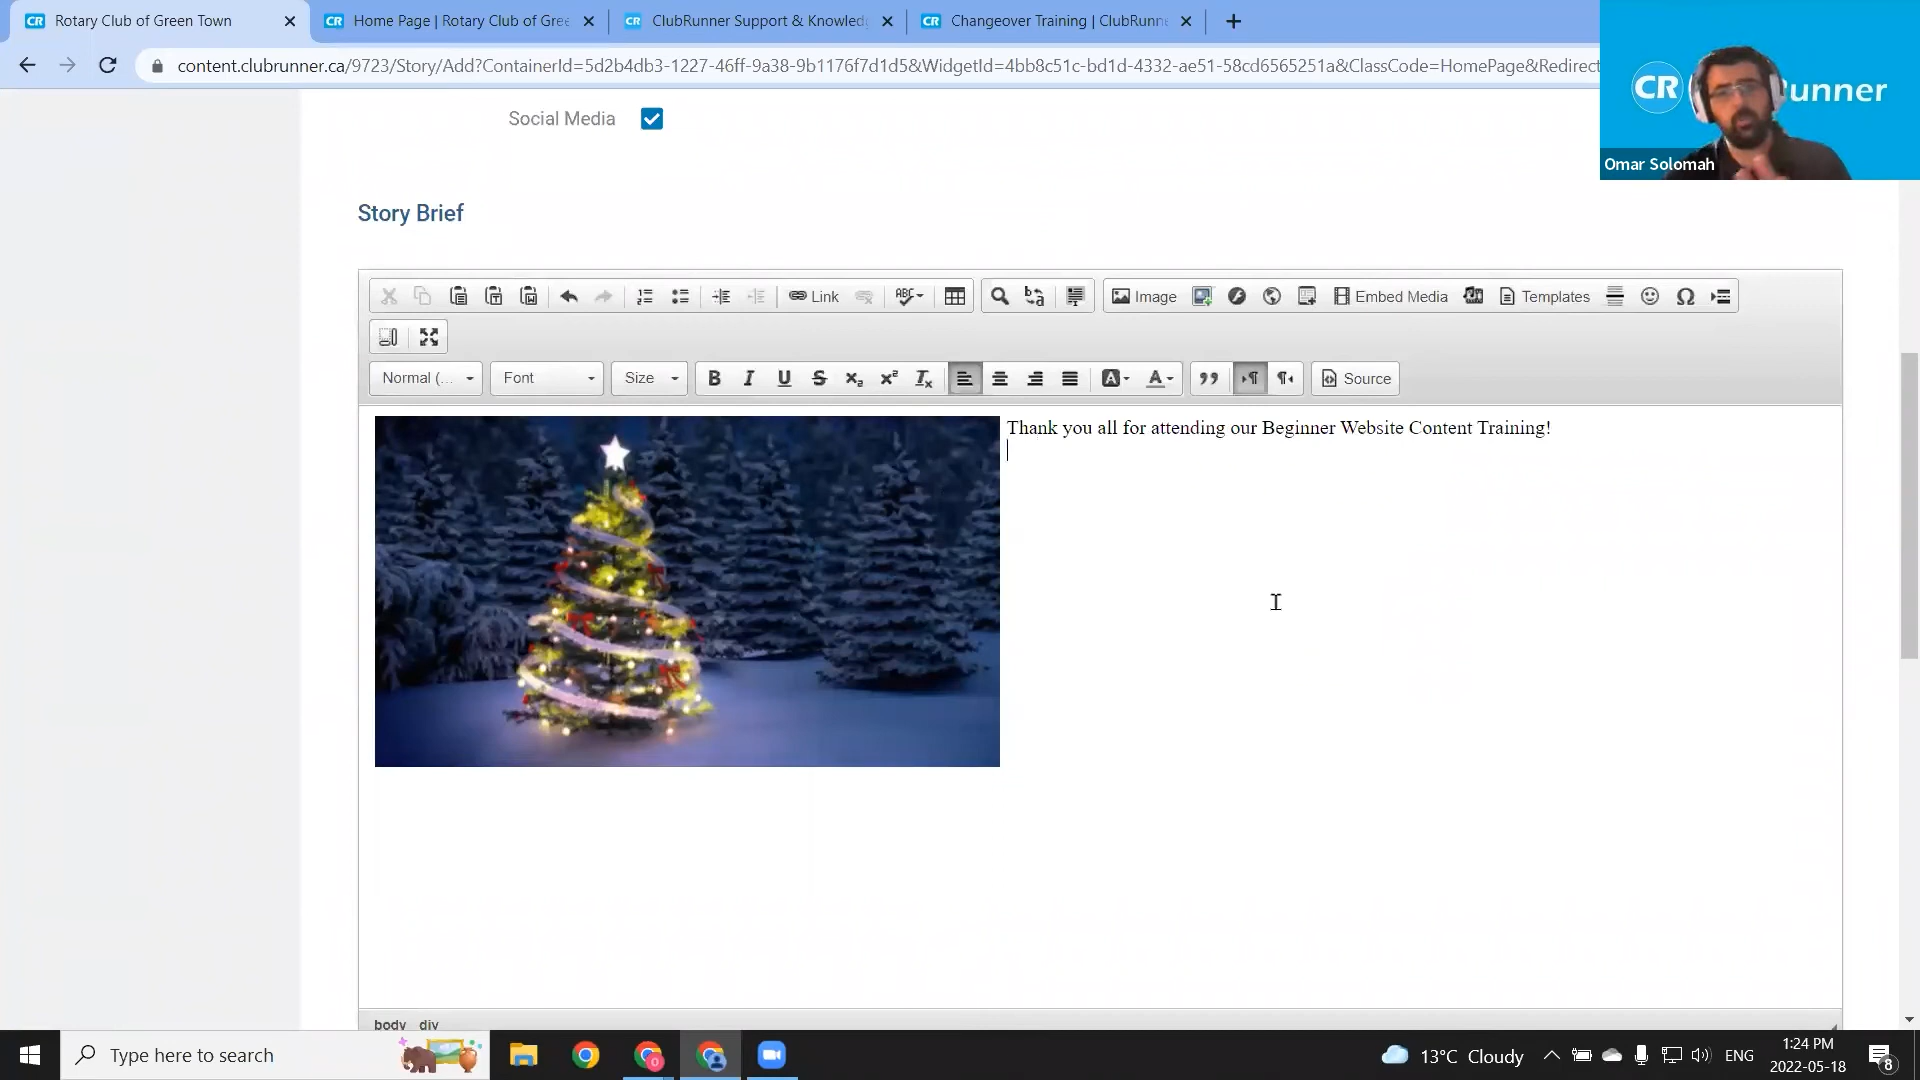 Rotary Club of Green Town
Home Page | Rotary Club of Gree
ClubRunner Support & Knowled
Changeover Training | ClubRunn
content.clubrunner.ca/9723/Story/Add?ContainerId=5d2b4db3-1227-46ff-9a38-9b1176f7d1d5&WidgetId=4bb8c51c-bd1d-4332-ae51-58cd6565251a&ClassCode=HomePage&Redirect
CR unner
Omar Solomah
Social Media
Story Brief
Link
Image
Embed Media
Templates
Normal (...
Font
Size
Source
Thank you all for attending our Beginner Website Content Training!
body div
Type here to search
13°C Cloudy
ENG
1:24 PM
2022-05-18
8